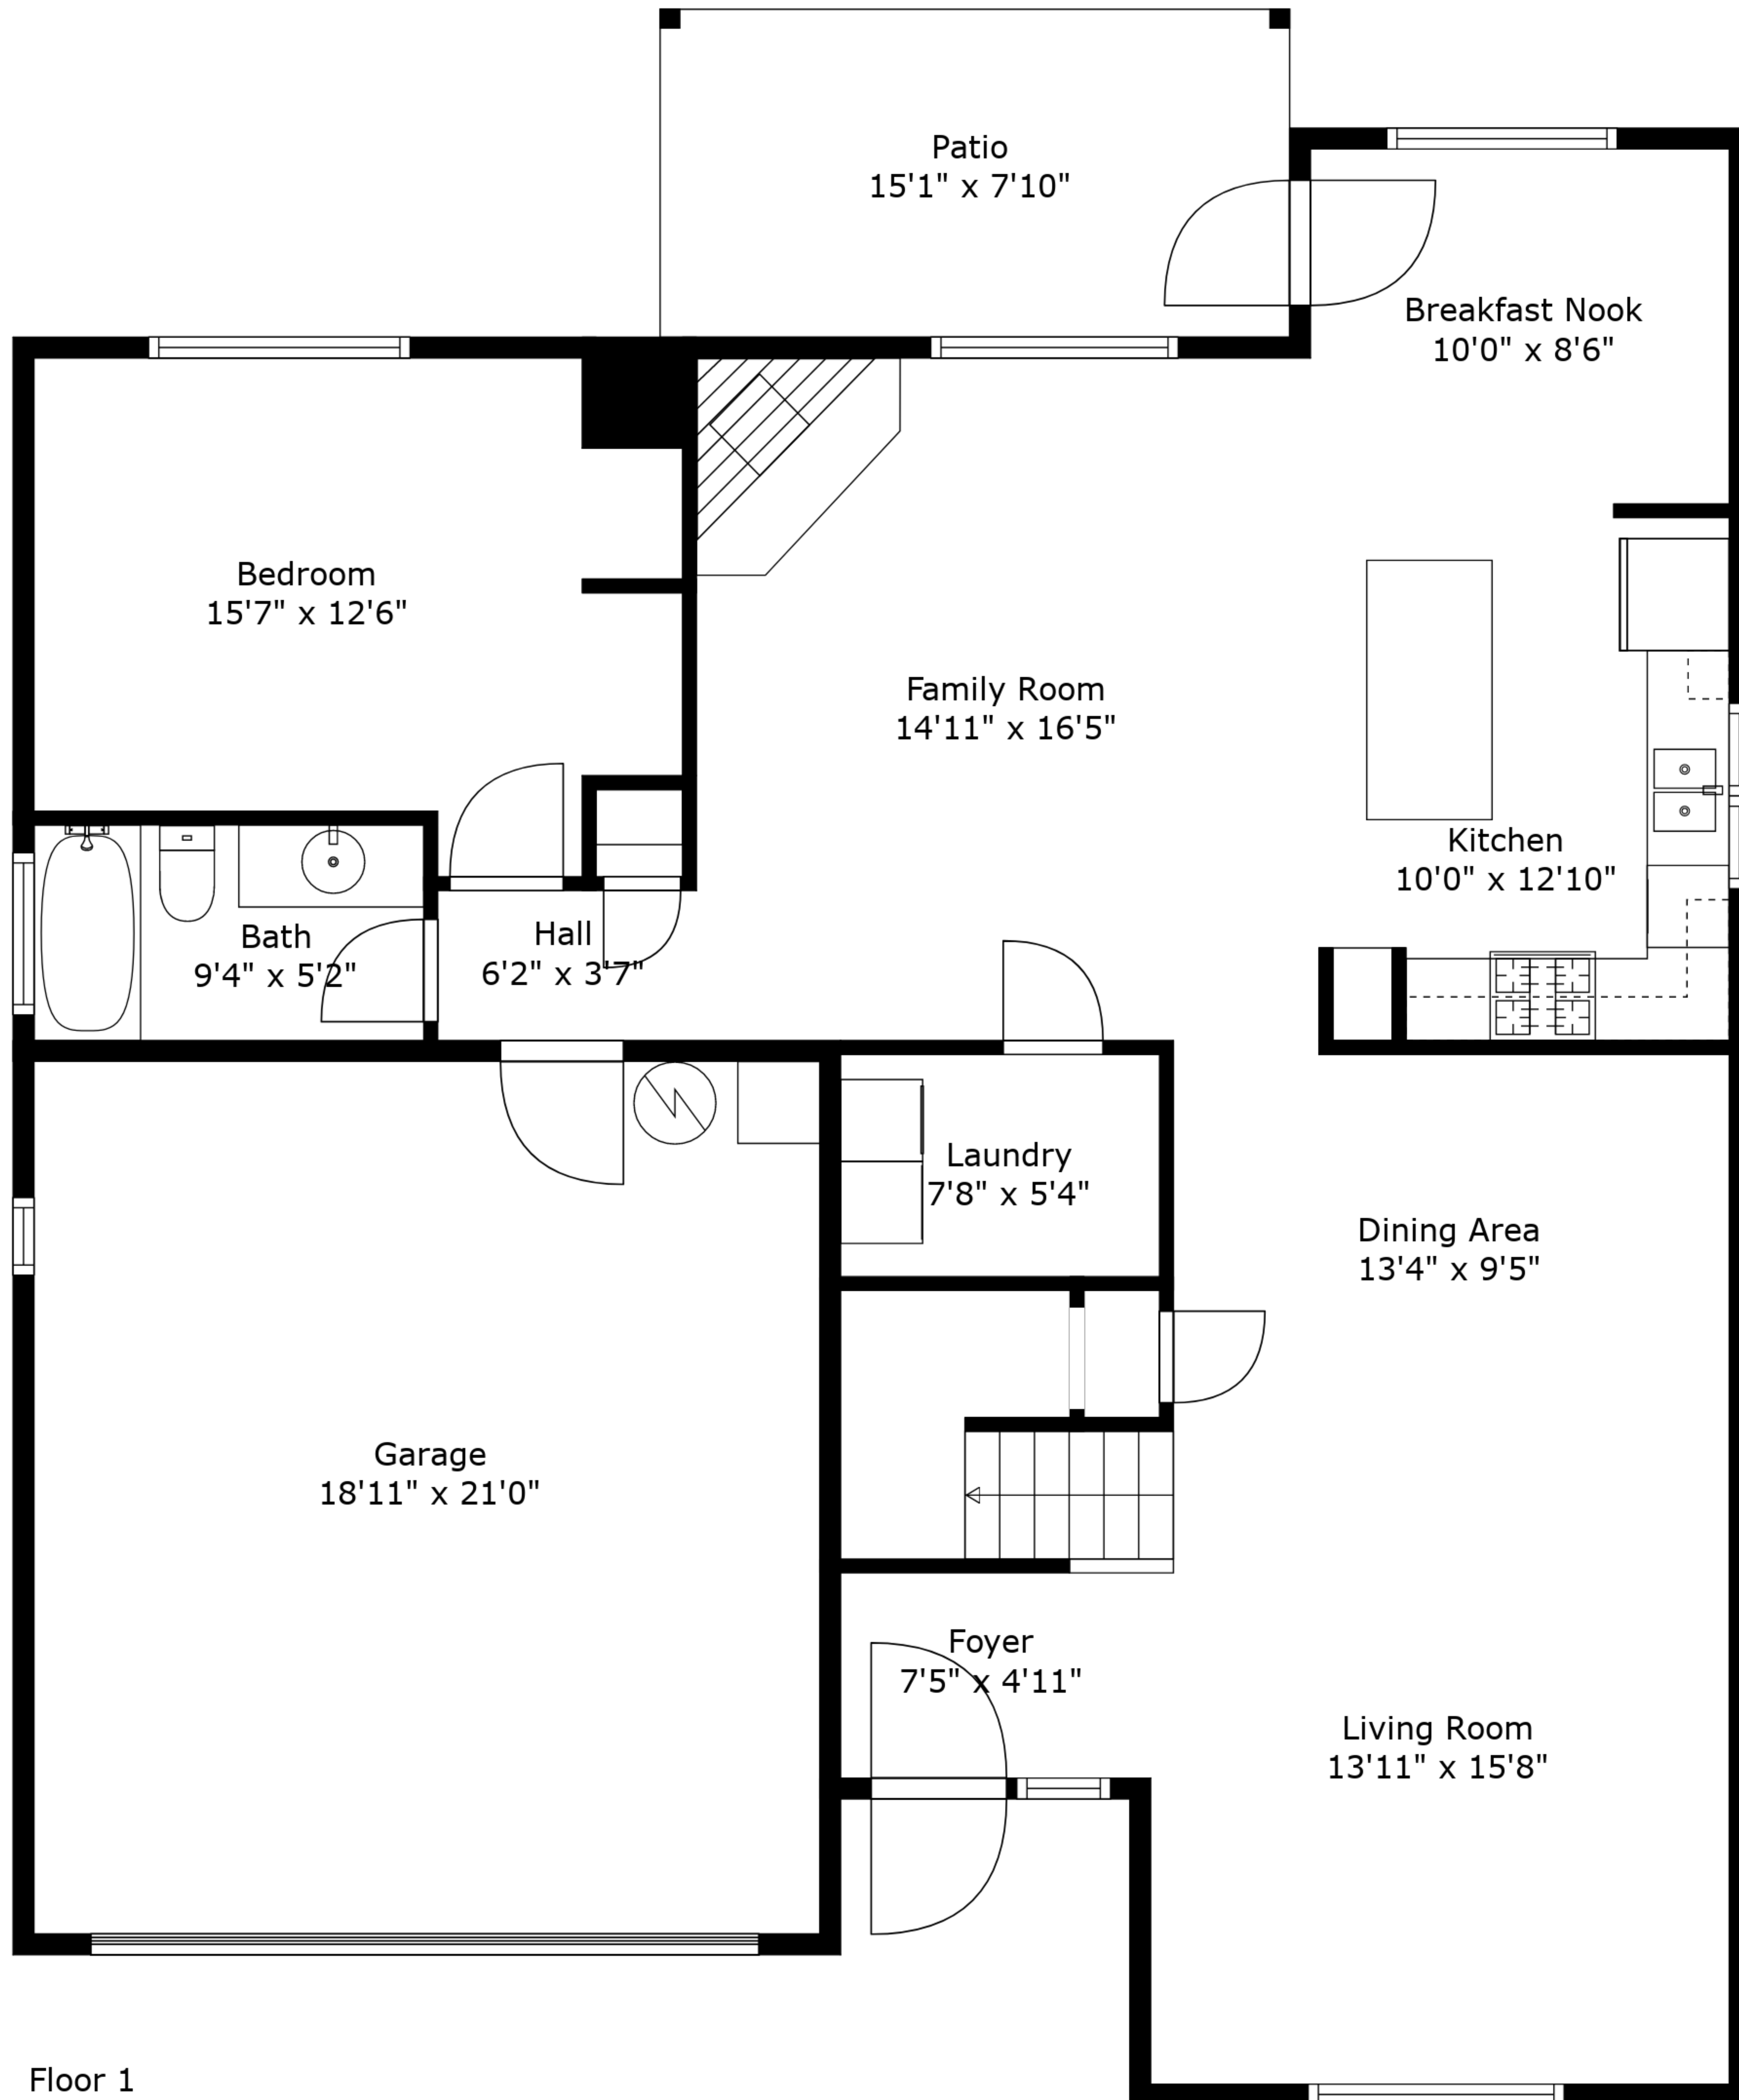 Patio
15'1" x 7'10"
Breakfast Nook
10'0" x 8'6"
Bedroom
15'7" x 12'6"
Family Room
14'11" x 16'5"
Kitchen
10'0" x 12'10"
Bath
9'4" x 5'2"
Hall
6'2" x 3'7"
Laundry
7'8" x 5'4"
Dining Area
13'4" x 9'5"
Garage
18'11" x 21'0"
Foyer
7'5" x 4'11"
Living Room
13'11" x 15'8"
Floor 1